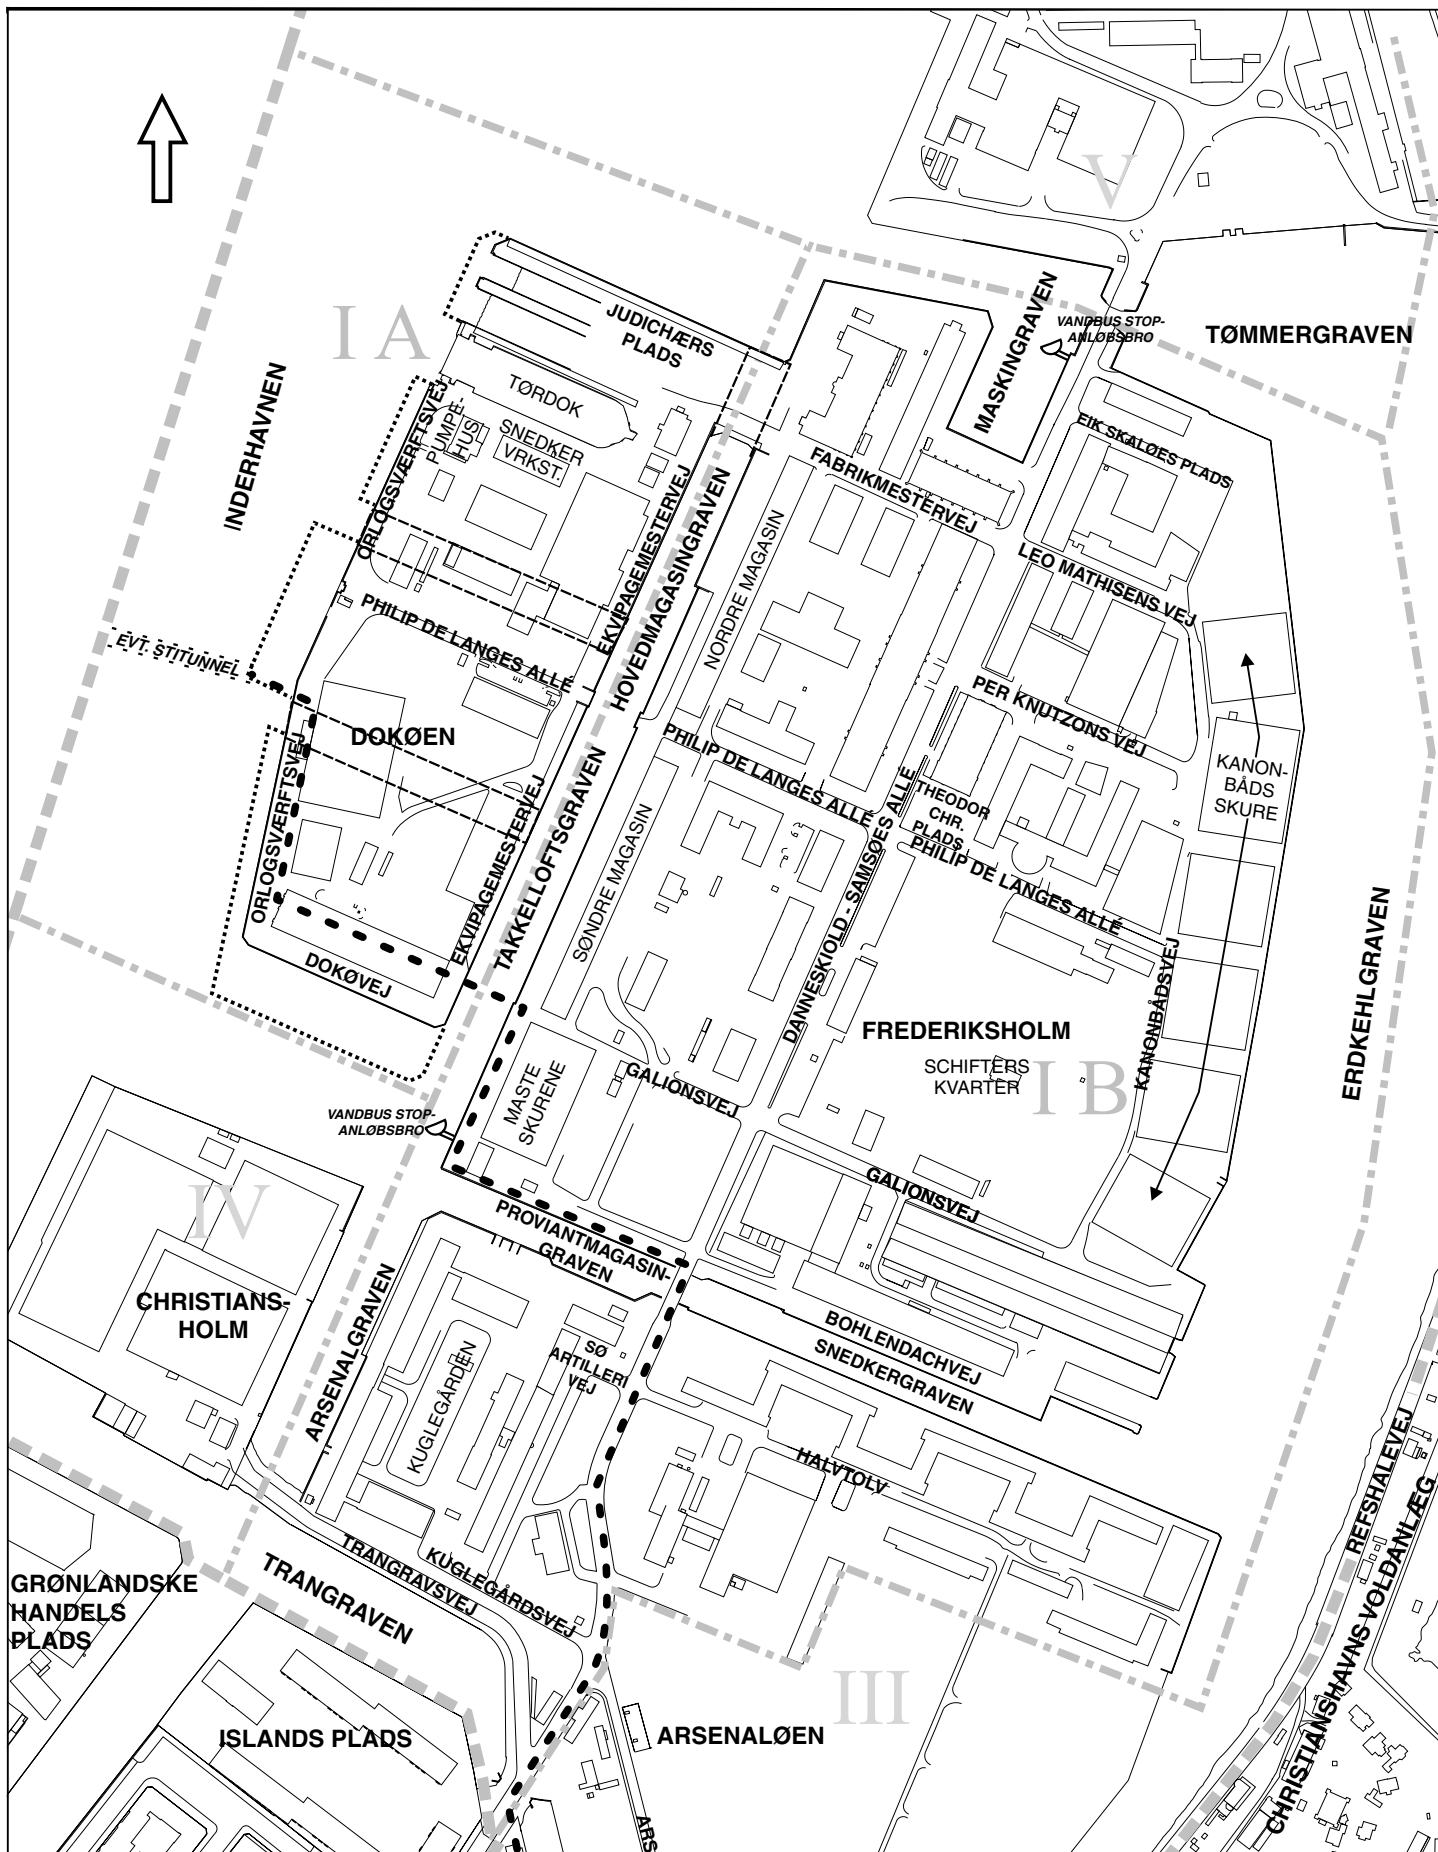 V
MASKINGRAVEN
VANDBUS STOP-
ANLØBSBRO
TØMMERGRAVEN
I A
JUDICHÆRS
PLADS
INDERHAVNEN
TØRDOK
ORLOGSVÆRFTSVEJ
PUMPE-
HUS
SNEDKER
VRKST.
EIK SKALØES PLADS
FABRIKMESTERVEJ
EKVIPAGEMESTERVEJ
HOVEDMAGASINGRAVEN
NORDRE MAGASIN
LEO MATHISENS VEJ
PHILIP DE LANGES ALLÉ
EVT. STITUNNEL
DOKØEN
PER KNUTZONS VEJ
PHILIP DE LANGES ALLÉ
KANON-
BÅDS
SKURE
ORLOGSVÆRFTSVEJ
EKVIPAGEMESTERVEJ
TAKKELLOFTSGRAVEN
SØNDRE MAGASIN
DANNESKIOLD - SAMSØES ALLÉ
THEODOR
CHR.
PLADS
PHILIP DE LANGES ALLÉ
ERDKEHLGRAVEN
DOKØVEJ
KANONBÅDSVEJ
FREDERIKSHOLM
SCHIFTERS
KVARTER
I B
MASTE
SKURENE
GALIONSVEJ
VANDBUS STOP-
ANLØBSBRO
GALIONSVEJ
IV
PROVIANTMAGASIN-
GRAVEN
CHRISTIANS-
HOLM
ARSENALGRAVEN
BOHLENDACHVEJ
SNEDKERGRAVEN
SØ
ARTILLERI
VEJ
KUGLEGÅRDEN
HALVTOLV
REFSHALEVEJ
CHRISTIANSHAVNS VOLDANLÆG
TRANGRAVSVEJ
KUGLEGÅRDSVEJ
TRANGRAVEN
GRØNLANDSKE
HANDELS
PLADS
III
ISLANDS PLADS
ARSENALØEN
ARS